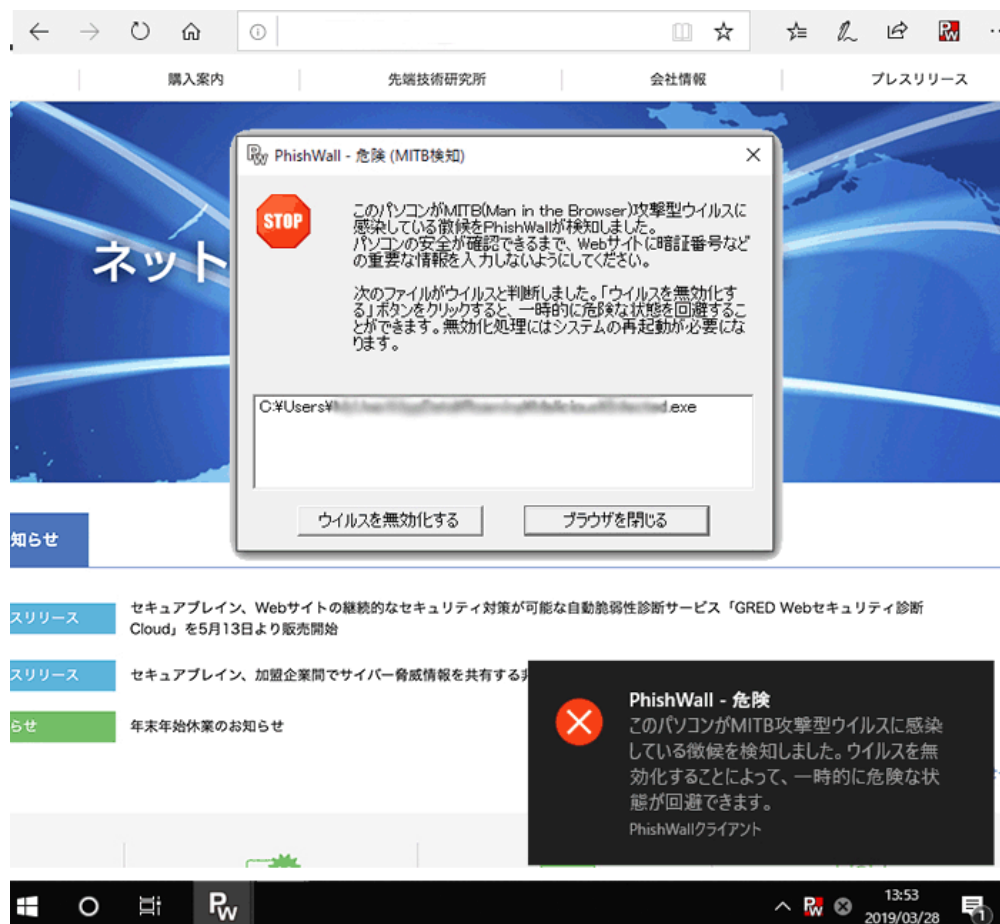 購入案内
先端技術研究所
会社情報
プレスリリース
PhishWall - 危険 (MITB検知)
STOP
このパソコンがMITB(Man in the Browser)攻撃型ウイルスに
感染している徴候をPhishWallが検知しました。
パソコンの安全が確認できるまで、Webサイトに暗証番号など
の重要な情報を入力しないようにしてください。
次のファイルがウイルスと判断しました。「ウイルスを無効化す
る」ボタンをクリックすると、一時的に危険な状態を回避するこ
とができます。無効化処理にはシステムの再起動が必要にな
ります。
C:¥Users¥
.exe
ウイルスを無効化する
ブラウザを閉じる
ネット
知らせ
スリリース
セキュアブレイン、Webサイトの継続的なセキュリティ対策が可能な自動脆弱性診断サービス「GRED Webセキュリティ診断
Cloud」を5月13日より販売開始
スリリース
セキュアブレイン、加盟企業間でサイバー脅威情報を共有する
らせ
年末年始休業のお知らせ
PhishWall - 危険
このパソコンがMITB攻撃型ウイルスに感染
している徴候を検知しました。ウイルスを無
効化することによって、一時的に危険な状
態が回避できます。
PhishWallクライアント
PW
13:53
2019/03/28
1